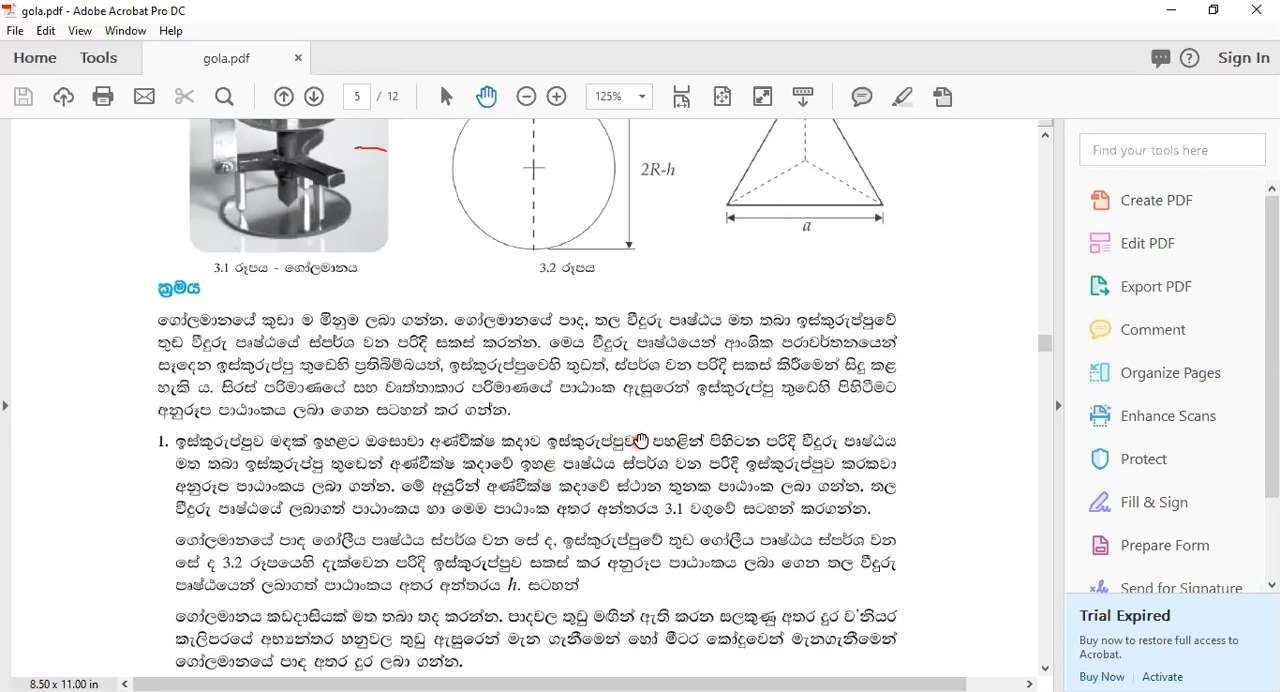 gola.pdf - Adobe Acrobat Pro DC
File Edit View Window Help
Home Tools gola.pdf × Sign In
5 / 12 125%
2R-h
a
3.1 රූපය - ගෝලමානය 3.2 රූපය
ක්‍රමය
ගෝලමානයේ කුඩා ම මිනුම ලබා ගන්න. ගෝලමානයේ පාද, තල වීදුරු පෘෂ්ඨය මත තබා ඉස්කුරුප්පුවේ
තුඩ වීදුරු පෘෂ්ඨයේ ස්පර්ශ වන පරිදි සකස් කරන්න. මෙය වීදුරු පෘෂ්ඨයෙන් ආංශික පරාවර්තනයෙන්
සෑදෙන ඉස්කුරුප්පු තුඩෙහි ප්‍රතිබිම්බයත්, ඉස්කුරුප්පුවෙහි තුඩත්, ස්පර්ශ වන පරිදි සකස් කිරීමෙන් සිදු කළ
හැකි ය. සිරස් පරිමාණයේ සහ වෘත්තාකාර පරිමාණයේ පාඨාංක ඇසුරෙන් ඉස්කුරුප්පු තුඩෙහි පිහිටීමට
අනුරූප පාඨාංකය ලබා ගෙන සටහන් කර ගන්න.
1. ඉස්කුරුප්පුව මඳක් ඉහළට ඔසොවා අණ්වීක්ෂ කදාව ඉස්කුරුප්පුව පහළින් පිහිටන පරිදි වීදුරු පෘෂ්ඨය
මත තබා ඉස්කුරුප්පු තුඩෙන් අණ්වීක්ෂ කදාවේ ඉහළ පෘෂ්ඨය ස්පර්ශ වන පරිදි ඉස්කුරුප්පුව කරකවා
අනුරූප පාඨාංකය ලබා ගන්න. මේ අයුරින් අණ්වීක්ෂ කදාවේ ස්ථාන තුනක පාඨාංක ලබා ගන්න. තල
වීදුරු පෘෂ්ඨයේ ලබාගත් පාඨාංකය හා මෙම පාඨාංක අතර අන්තරය 3.1 වගුවේ සටහන් කරගන්න.
ගෝලමානයේ පාද ගෝලීය පෘෂ්ඨය ස්පර්ශ වන සේ ද, ඉස්කුරුප්පුවේ තුඩ ගෝලීය පෘෂ්ඨය ස්පර්ශ වන
සේ ද 3.2 රූපයෙහි දැක්වෙන පරිදි ඉස්කුරුප්පුව සකස් කර අනුරූප පාඨාංකය ලබා ගෙන තල වීදුරු
පෘෂ්ඨයෙන් ලබාගත් පාඨාංකය අතර අන්තරය h. සටහන්
ගෝලමානය කඩදාසියක් මත තබා තද කරන්න. පාදවල තුඩු මඟින් ඇති කරන සලකුණු අතර දුර ව'නියර
කැලිපරයේ අභ්‍යන්තර හනුවල තුඩු ඇසුරෙන් මැන ගැනීමෙන් හෝ මීටර කෝදුවෙන් මැනගැනීමෙන්
ගෝලමානයේ පාද අතර දුර ලබා ගන්න.
8.50 x 11.00 in
Find your tools here
Create PDF
Edit PDF
Export PDF
Comment
Organize Pages
Enhance Scans
Protect
Fill & Sign
Prepare Form
Send for Signature
Trial Expired
Buy now to restore full access to
Acrobat.
Buy Now Activate